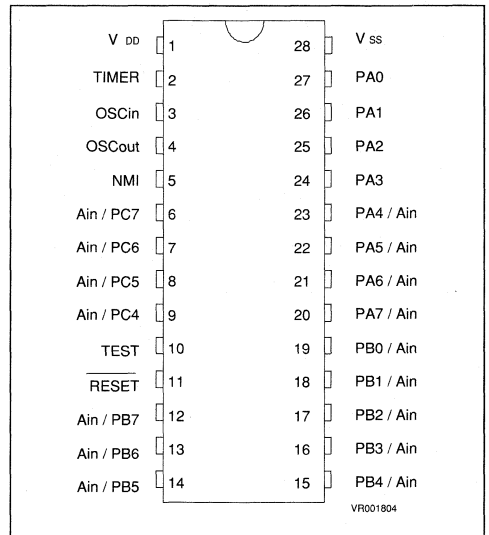 V DD 1 28 V SS
TIMER 2 27 PA0
OSCin 3 26 PA1
OSCout 4 25 PA2
NMI 5 24 PA3
Ain / PC7 6 23 PA4 / Ain
Ain / PC6 7 22 PA5 / Ain
Ain / PC5 8 21 PA6 / Ain
Ain / PC4 9 20 PA7 / Ain
TEST 10 19 PB0 / Ain
RESET 11 18 PB1 / Ain
Ain / PB7 12 17 PB2 / Ain
Ain / PB6 13 16 PB3 / Ain
Ain / PB5 14 15 PB4 / Ain
VR001804